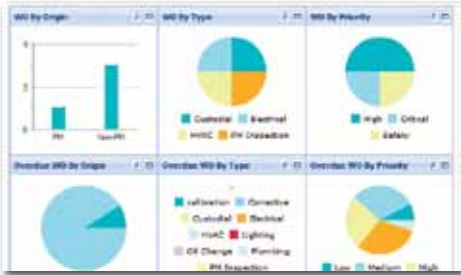 WO By Origin
WO By Type
WO By Priority
PM
Non-PM
Custodial Electrical
HVAC PM Inspection
High Critical
Safety
Overdue WO By Origin
Overdue WO By Type
Overdue WO By Priority
Calibration Corrective
Custodial Electrical
HVAC Lighting
Oil Change Plumbing
PM Inspection
Low Medium High